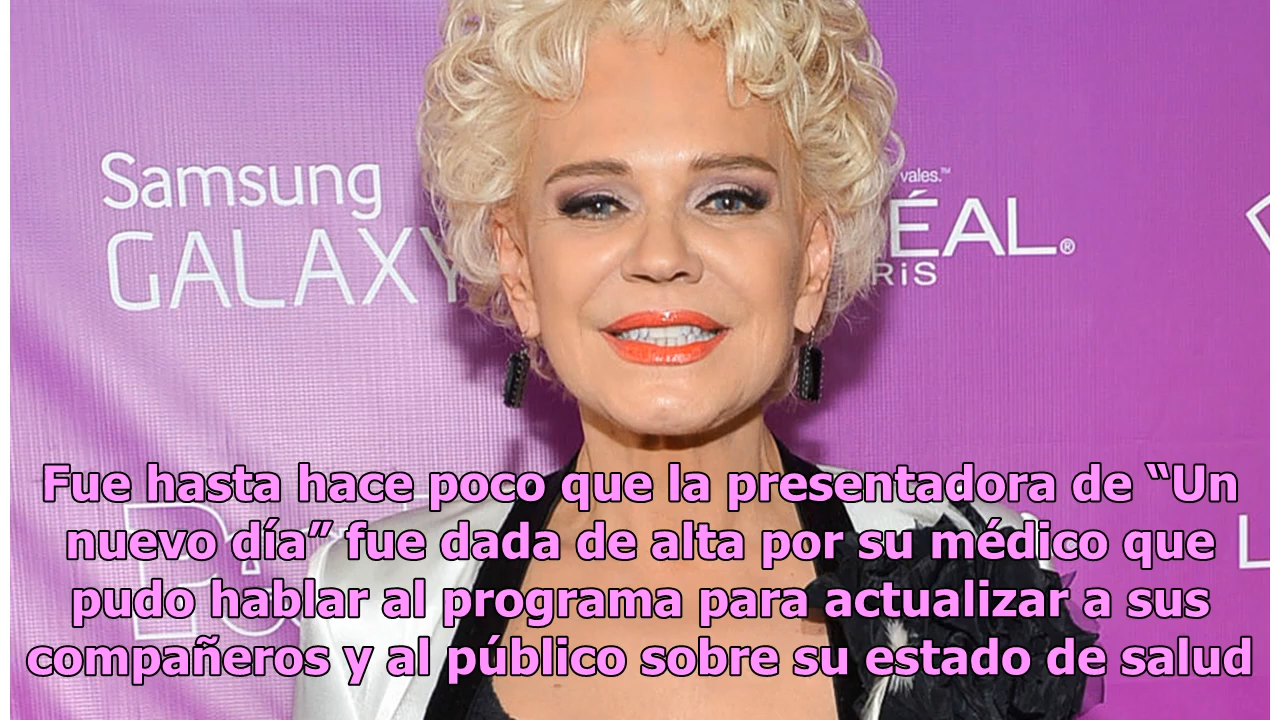 Samsung
GALAXY
vales.™
ÉAL®
RiS
Fue hasta hace poco que la presentadora de “Un
nuevo día” fue dada de alta por su médico que
pudo hablar al programa para actualizar a sus
compañeros y al público sobre su estado de salud